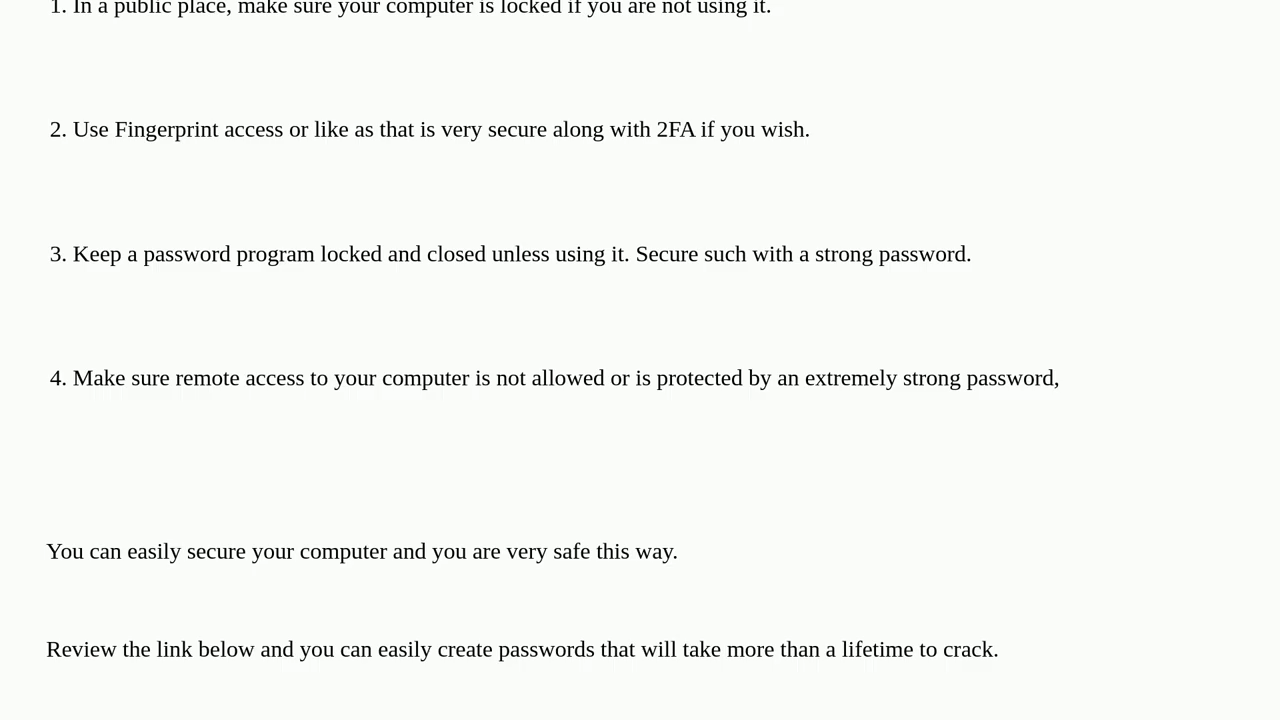 1. In a public place, make sure your computer is locked if you are not using it.
2. Use Fingerprint access or like as that is very secure along with 2FA if you wish.
3. Keep a password program locked and closed unless using it. Secure such with a strong password.
4. Make sure remote access to your computer is not allowed or is protected by an extremely strong password,
You can easily secure your computer and you are very safe this way.
Review the link below and you can easily create passwords that will take more than a lifetime to crack.